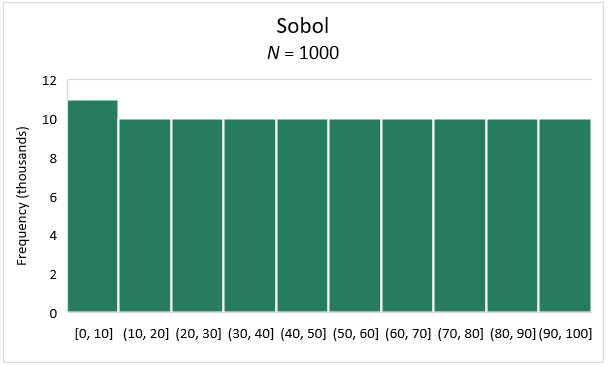 Sobol
N = 1000
Frequency (thousands)
12
10
8
6
4
2
0
[0, 10] (10, 20] (20, 30] (30, 40] (40, 50] (50, 60] (60, 70] (70, 80] (80, 90] (90, 100]